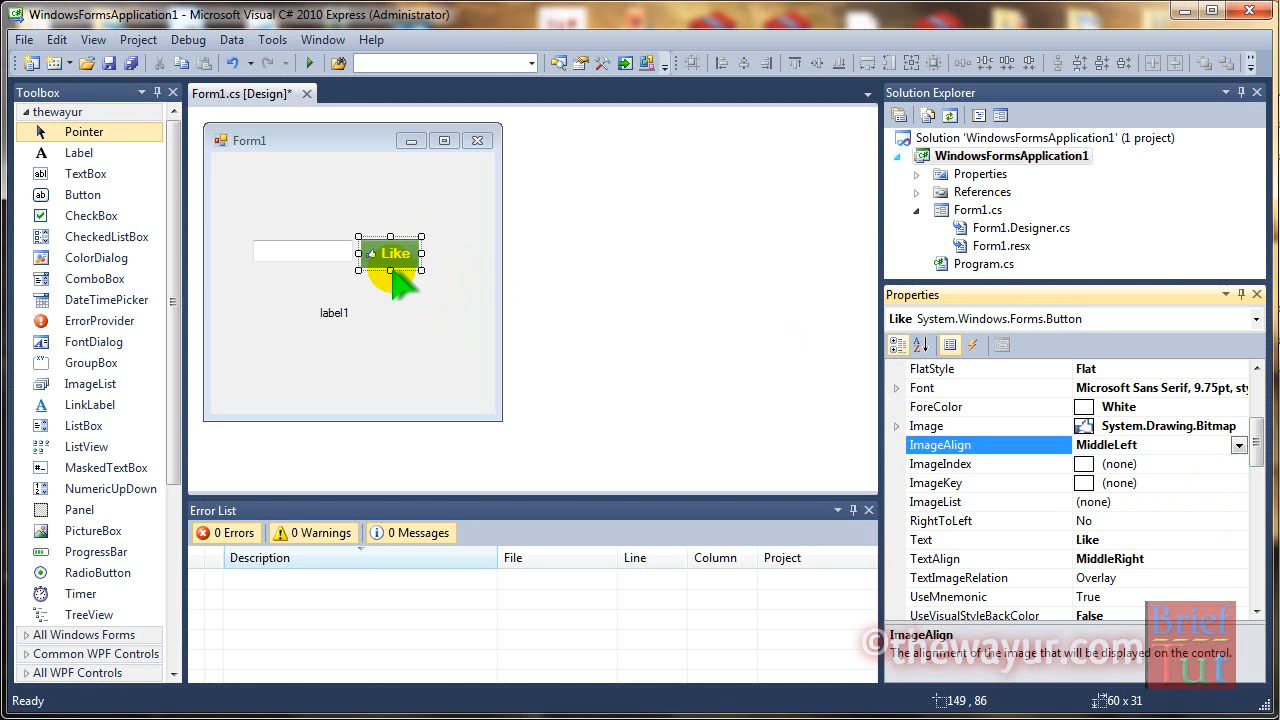 WindowsFormsApplication1 - Microsoft Visual C# 2010 Express (Administrator)
File Edit View Project Debug Data Tools Window Help
Toolbox
thewayur
Pointer
Label
TextBox
Button
CheckBox
CheckedListBox
ColorDialog
ComboBox
DateTimePicker
ErrorProvider
FontDialog
GroupBox
ImageList
LinkLabel
ListBox
ListView
MaskedTextBox
NumericUpDown
Panel
PictureBox
ProgressBar
RadioButton
Timer
TreeView
All Windows Forms
Common WPF Controls
All WPF Controls
Form1.cs [Design]*
Form1
Like
label1
Error List
0 Errors 0 Warnings 0 Messages
Description File Line Column Project
Solution Explorer
Solution 'WindowsFormsApplication1' (1 project)
WindowsFormsApplication1
Properties
References
Form1.cs
Form1.Designer.cs
Form1.resx
Program.cs
Properties
Like System.Windows.Forms.Button
FlatStyle Flat
Font Microsoft Sans Serif, 9.75pt, sty
ForeColor White
Image System.Drawing.Bitmap
ImageAlign MiddleLeft
ImageIndex (none)
ImageKey (none)
ImageList (none)
RightToLeft No
Text Like
TextAlign MiddleRight
TextImageRelation Overlay
UseMnemonic True
UseVisualStyleBackColor False
ImageAlign
The alignment of the image that will be displayed on the control.
©thewayur.com
Brief
Tut
Ready 149 , 86 60 x 31